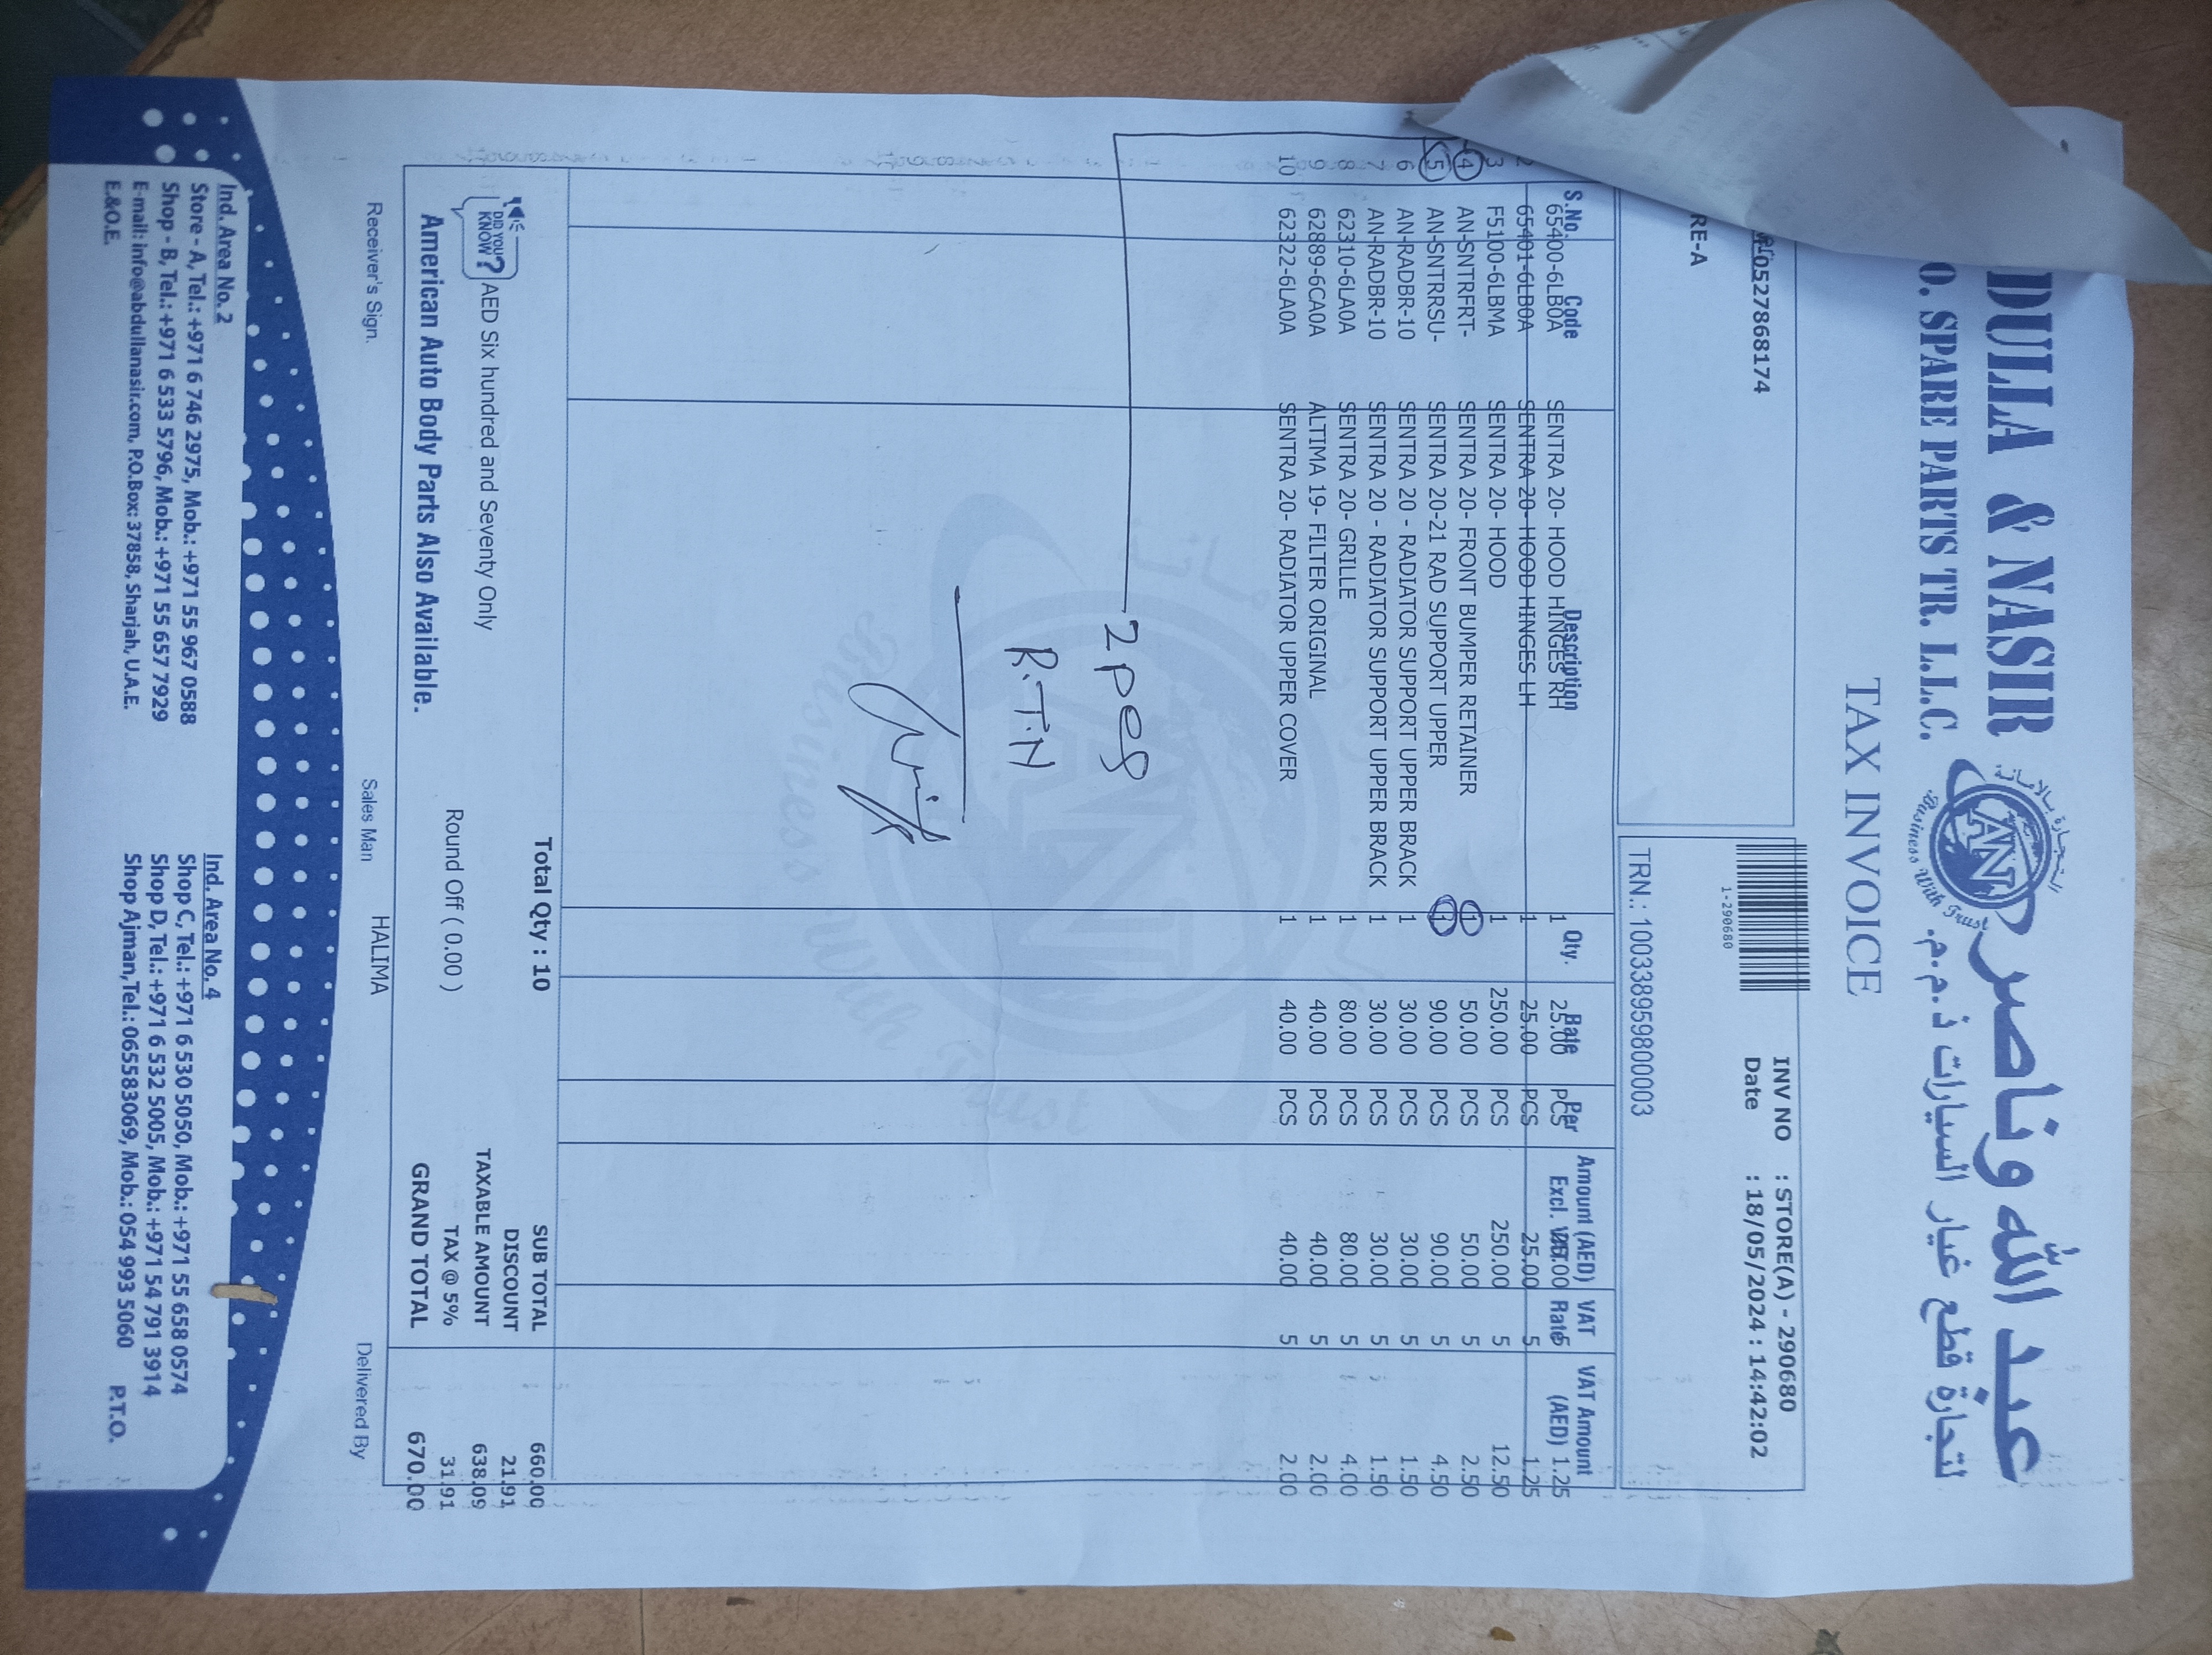 DULLA & NASIR
عبد الله وناصر
O. SPARE PARTS TR. L.L.C.
لتجارة قطع غيار السيارات ذ.م.م.
AN
Business With Trust
TAX INVOICE
0527868174
RE-A
1-290680
INV NO : STORE(A) - 290680
Date : 18/05/2024 : 14:42:02
TRN.: 100338959800003
S.No. Code Description Qty. Rate Per Amount (AED) Excl. VAT VAT Rate VAT Amount (AED)
65400-6LB0A SENTRA 20- HOOD HINGES RH 1 25.00 PCS 25.00 5 1.25
2 65401-6LB0A SENTRA 20- HOOD HINGES LH 1 25.00 PCS 25.00 5 1.25
3 F5100-6LBMA SENTRA 20- HOOD 1 250.00 PCS 250.00 5 12.50
4 AN-SNTRFRT- SENTRA 20- FRONT BUMPER RETAINER 1 50.00 PCS 50.00 5 2.50
5 AN-SNTRRSU- SENTRA 20-21 RAD SUPPORT UPPER 1 90.00 PCS 90.00 5 4.50
6 AN-RADBR-10 SENTRA 20 - RADIATOR SUPPORT UPPER BRACK 1 30.00 PCS 30.00 5 1.50
7 AN-RADBR-10 SENTRA 20 - RADIATOR SUPPORT UPPER BRACK 1 30.00 PCS 30.00 5 1.50
8 62310-6LA0A SENTRA 20- GRILLE 1 80.00 PCS 80.00 5 4.00
9 62889-6CA0A ALTIMA 19- FILTER ORIGINAL 1 40.00 PCS 40.00 5 2.00
10 62322-6LA0A SENTRA 20- RADIATOR UPPER COVER 1 40.00 PCS 40.00 5 2.00
2 pes
R.T.N
Total Qty : 10
SUB TOTAL 660.00
DISCOUNT 21.91
DID YOU KNOW?
AED Six hundred and Seventy Only
TAXABLE AMOUNT 638.09
Round Off ( 0.00 )
TAX @ 5% 31.91
American Auto Body Parts Also Available.
GRAND TOTAL 670.00
Receiver's Sign.
Sales Man HALIMA
Delivered By
Ind. Area No. 2
Store - A, Tel.: +971 6 746 2975, Mob.: +971 55 967 0588
Shop - B, Tel.: +971 6 533 5796, Mob.: +971 55 657 7929
E-mail: info@abdullanasir.com, P.O.Box: 37858, Sharjah, U.A.E.
E.&O.E.
Ind. Area No. 4
Shop C, Tel.: +971 6 530 5050, Mob.: +971 55 658 0574
Shop D, Tel.: +971 6 532 5005, Mob.: +971 54 791 3914
Shop Ajman, Tel.: 065583069, Mob.: 054 993 5060
P.T.O.